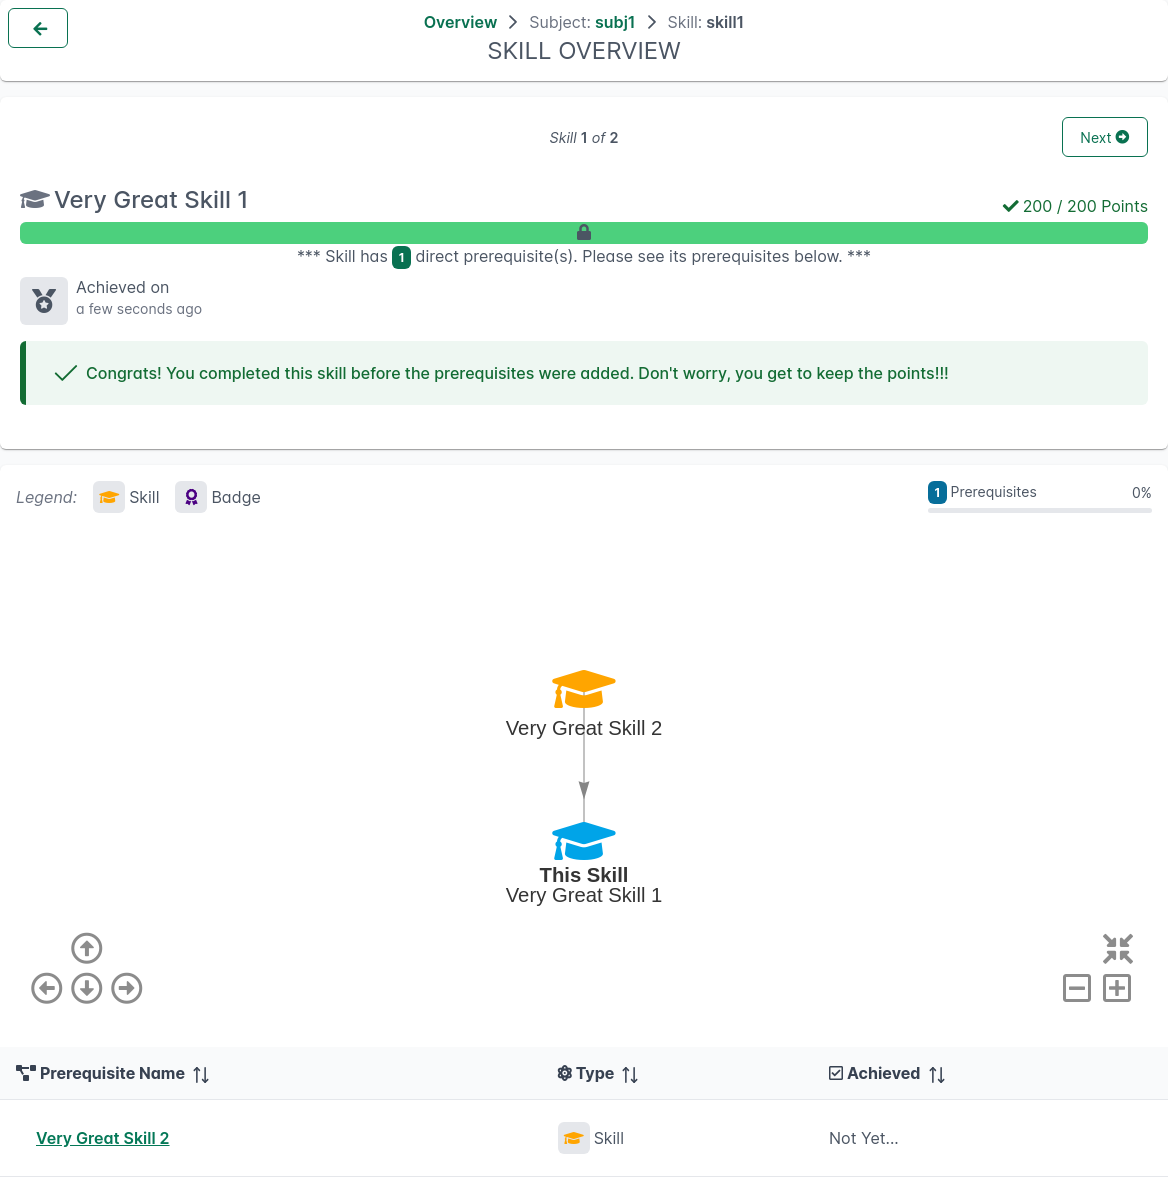 Overview > Subject: subj1 > Skill: skill1
SKILL OVERVIEW
Skill 1 of 2
Next
Very Great Skill 1
200 / 200 Points
*** Skill has 1 direct prerequisite(s). Please see its prerequisites below. ***
Achieved on
a few seconds ago
Congrats! You completed this skill before the prerequisites were added. Don't worry, you get to keep the points!!!
Legend: Skill Badge
1 Prerequisites 0%
Very Great Skill 2
This Skill
Very Great Skill 1
Prerequisite Name Type Achieved
Very Great Skill 2 Skill Not Yet...